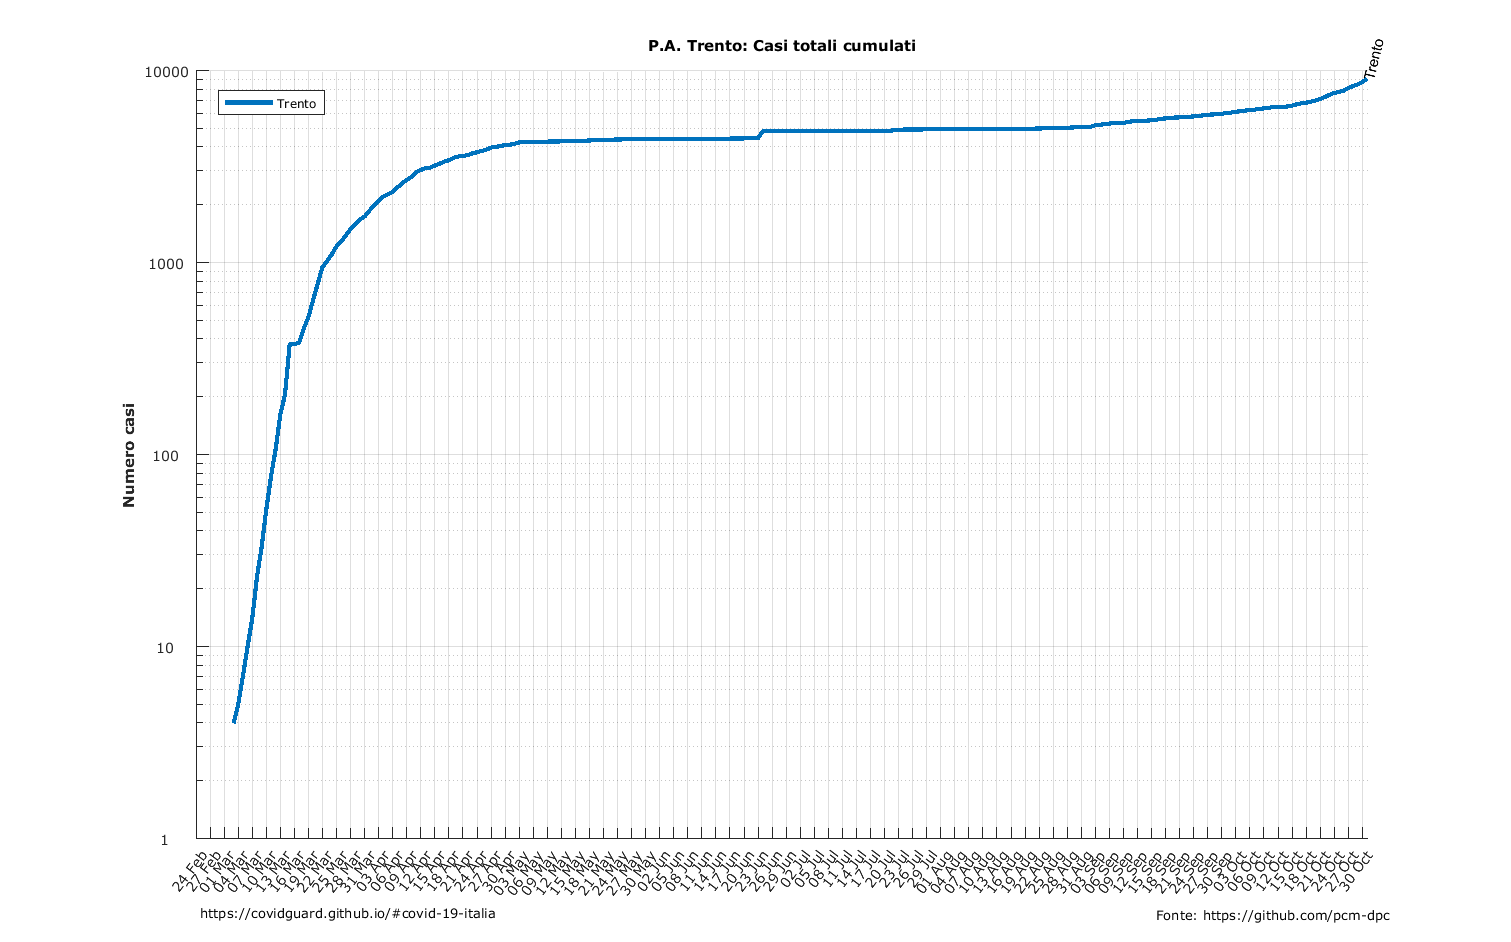 P.A. Trento: Casi totali cumulati
Trento
Trento
Numero casi
10000
1000
100
10
1
24 Feb
27 Feb
01 Mar
04 Mar
07 Mar
10 Mar
13 Mar
16 Mar
19 Mar
22 Mar
25 Mar
28 Mar
31 Mar
03 Apr
06 Apr
09 Apr
12 Apr
15 Apr
18 Apr
21 Apr
24 Apr
27 Apr
30 Apr
03 May
06 May
09 May
12 May
15 May
18 May
21 May
24 May
27 May
30 May
02 Jun
05 Jun
08 Jun
11 Jun
14 Jun
17 Jun
20 Jun
23 Jun
26 Jun
29 Jun
02 Jul
05 Jul
08 Jul
11 Jul
14 Jul
17 Jul
20 Jul
23 Jul
26 Jul
29 Jul
01 Aug
04 Aug
07 Aug
10 Aug
13 Aug
16 Aug
19 Aug
22 Aug
25 Aug
28 Aug
31 Aug
03 Sep
06 Sep
09 Sep
12 Sep
15 Sep
18 Sep
21 Sep
24 Sep
27 Sep
30 Sep
03 Oct
06 Oct
09 Oct
12 Oct
15 Oct
18 Oct
21 Oct
24 Oct
27 Oct
30 Oct
https://covidguard.github.io/#covid-19-italia
Fonte: https://github.com/pcm-dpc